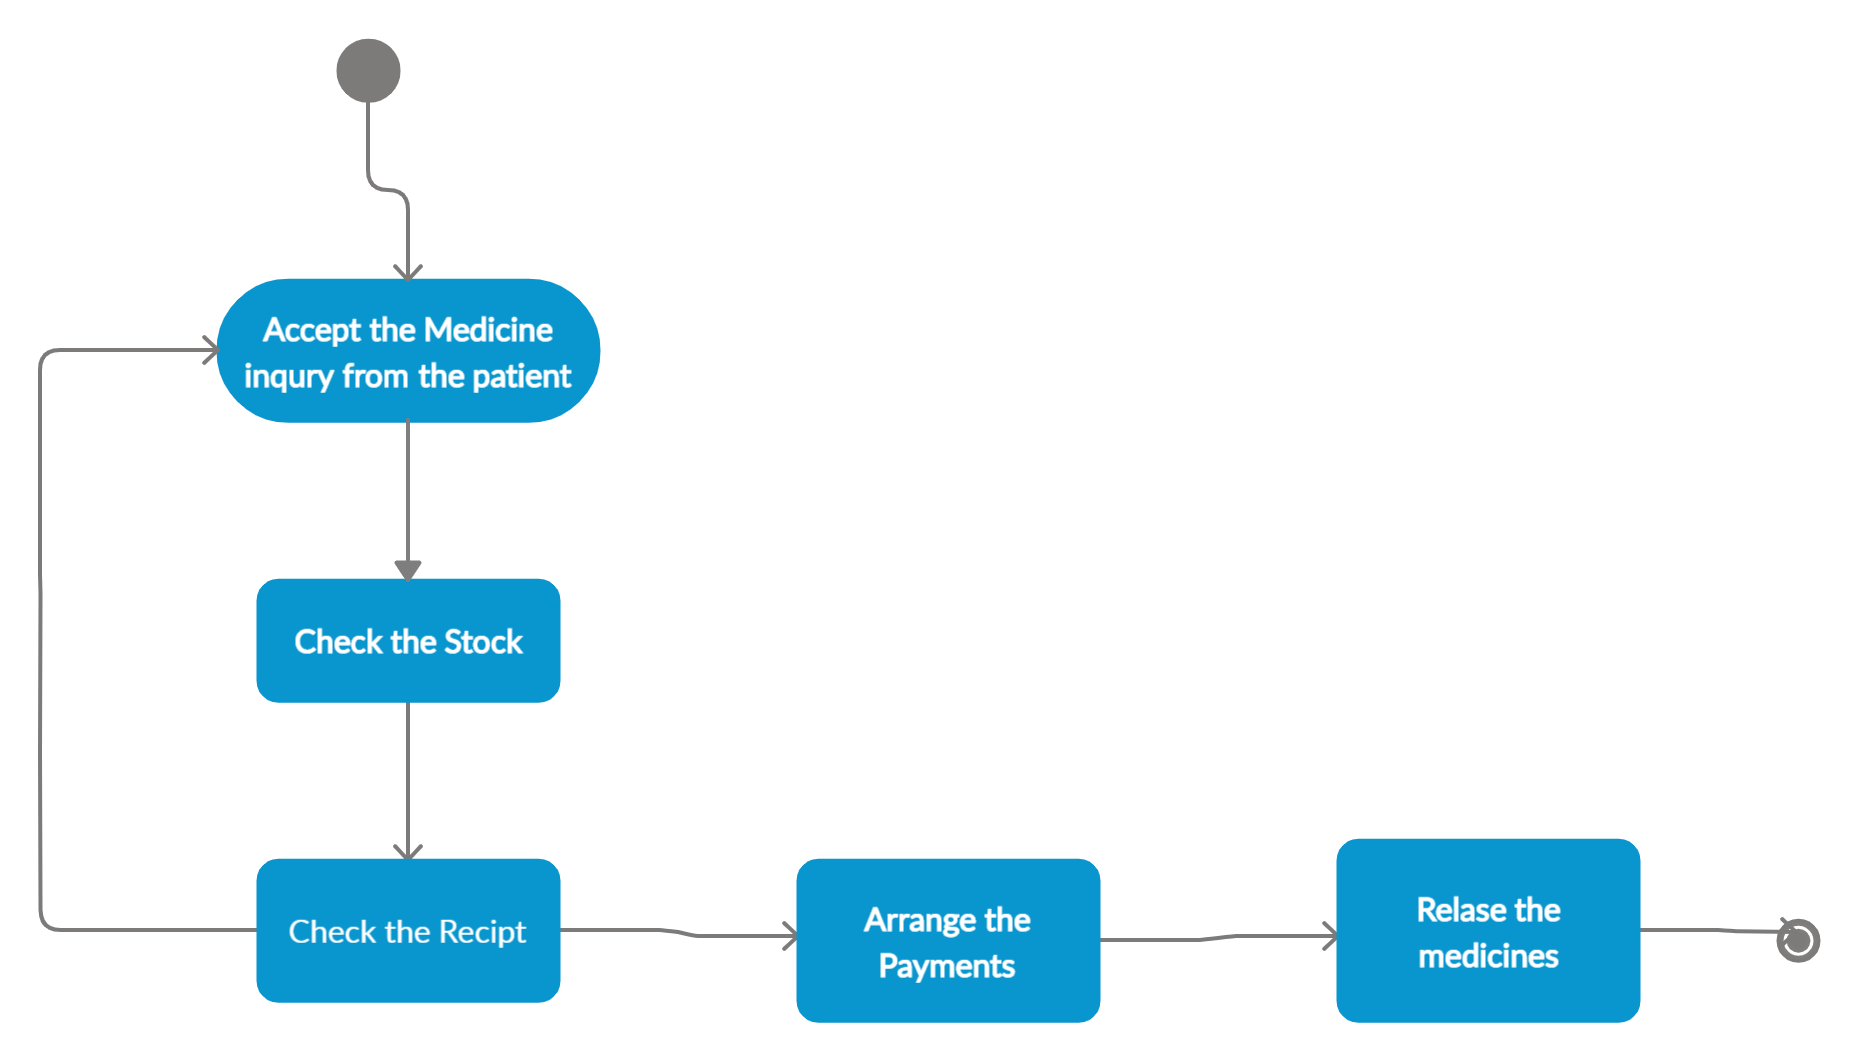 Accept the Medicine
inqury from the patient
Check the Stock
Check the Recipt
Arrange the
Payments
Relase the
medicines